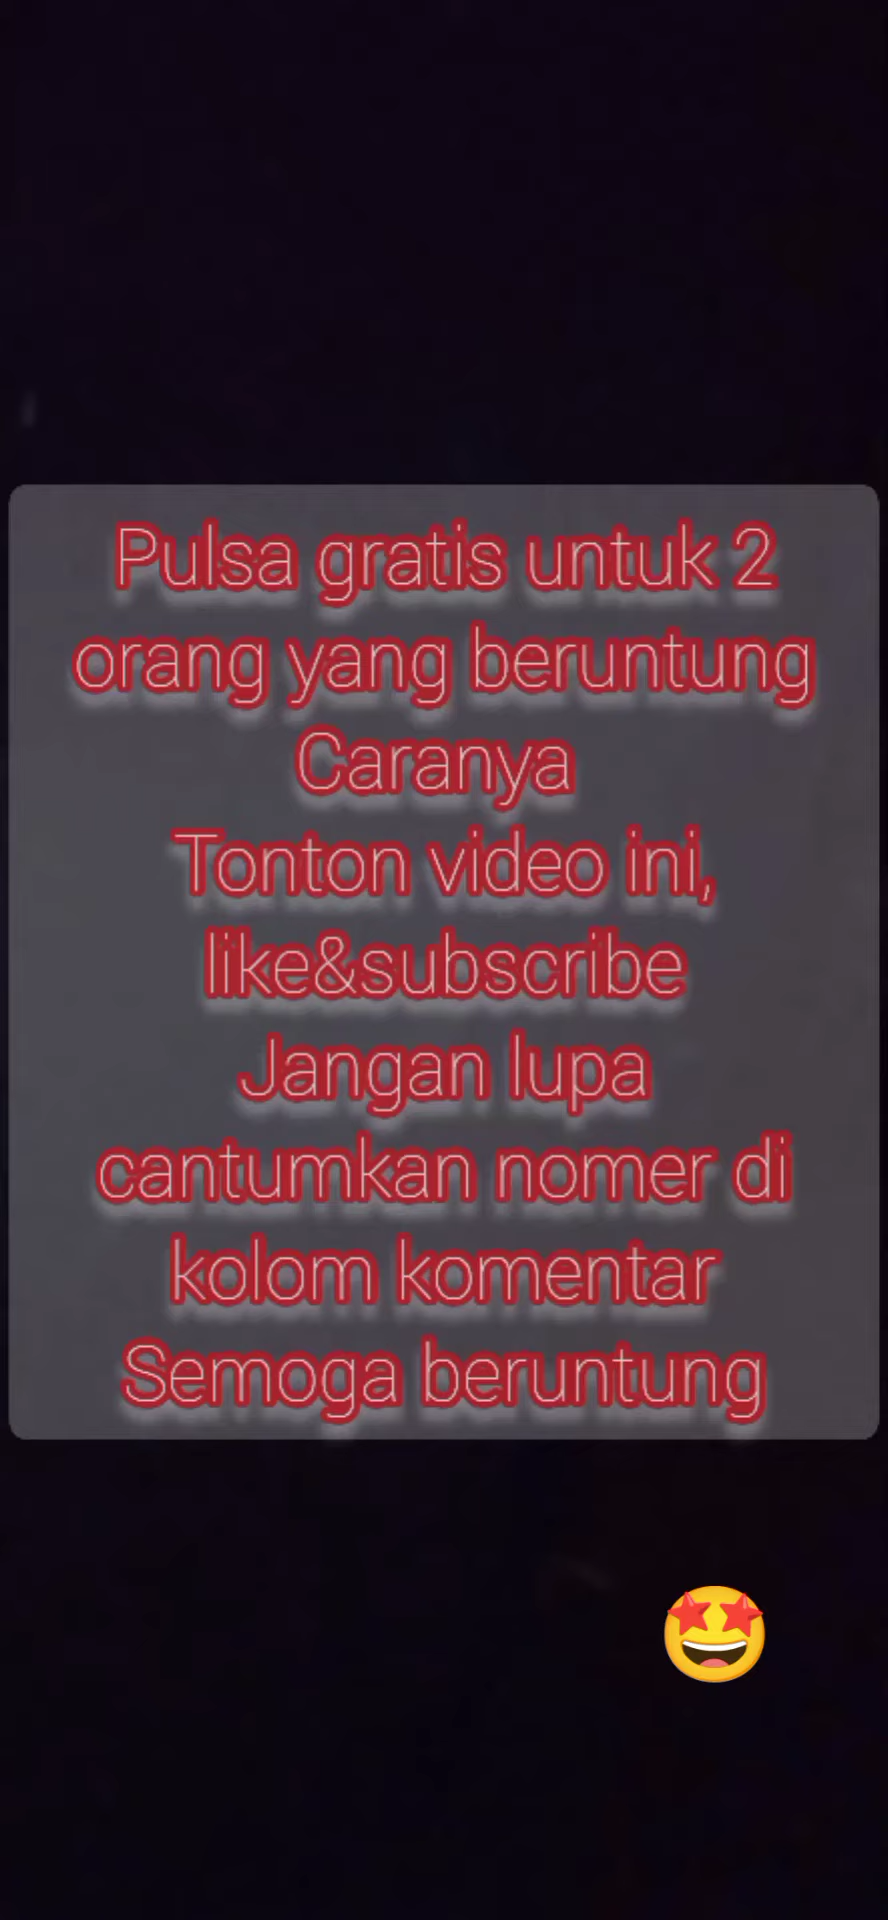 Pulsa gratis untuk 2
orang yang beruntung
Caranya
Tonton video ini,
like&subscribe
Jangan lupa
cantumkan nomer di
kolom komentar
Semoga beruntung